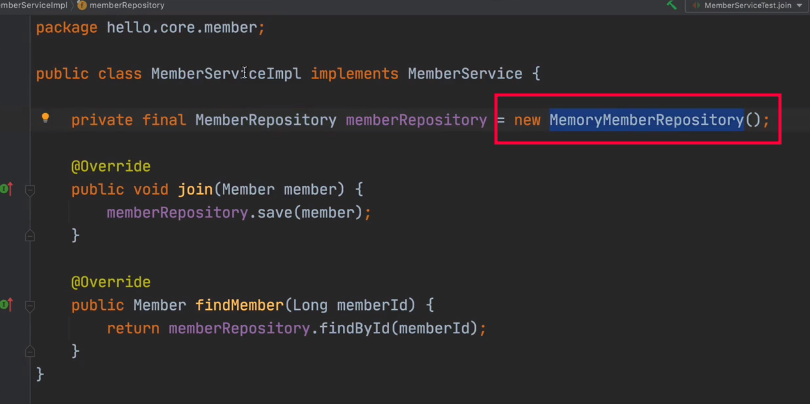 emberServiceImpl memberRepository MemberServiceTest.join
package hello.core.member;
public class MemberServiceImpl implements MemberService {
private final MemberRepository memberRepository = new MemoryMemberRepository();
@Override
public void join(Member member) {
memberRepository.save(member);
}
@Override
public Member findMember(Long memberId) {
return memberRepository.findById(memberId);
}
}